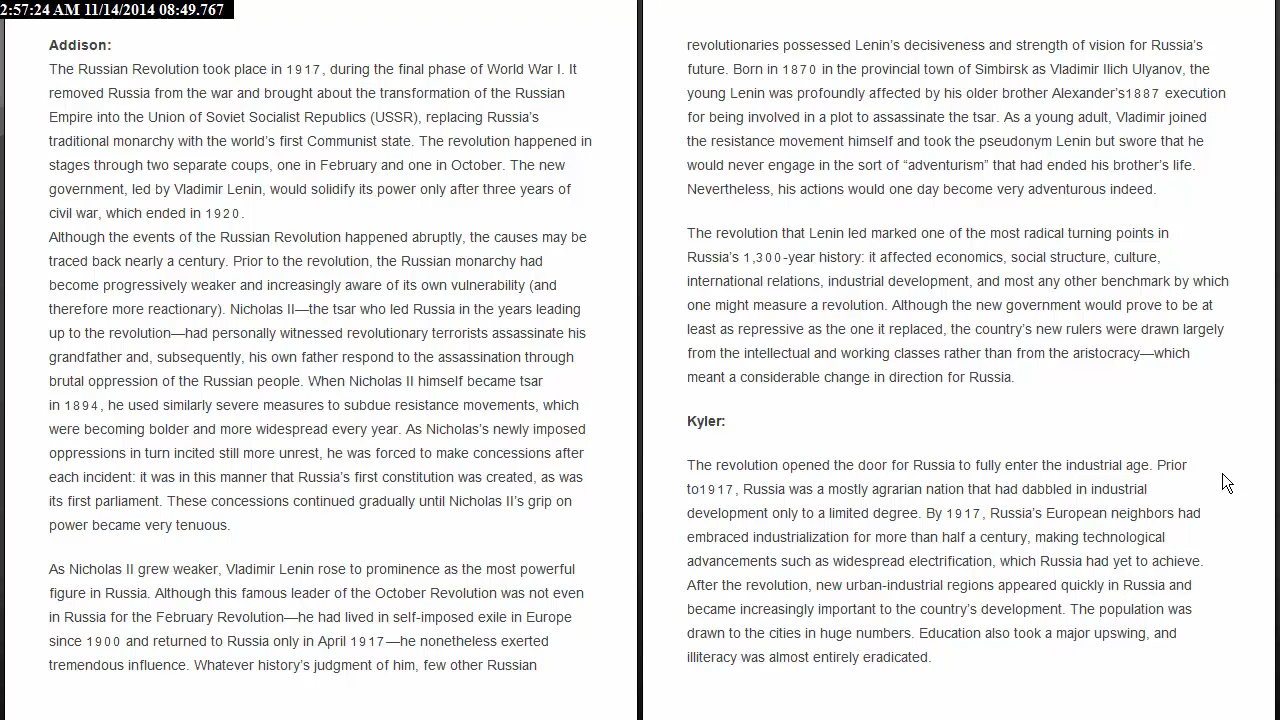 2:57:24 AM 11/14/2014 08:49.767
Addison:
The Russian Revolution took place in 1917, during the final phase of World War I. It
removed Russia from the war and brought about the transformation of the Russian
Empire into the Union of Soviet Socialist Republics (USSR), replacing Russia’s
traditional monarchy with the world’s first Communist state. The revolution happened in
stages through two separate coups, one in February and one in October. The new
government, led by Vladimir Lenin, would solidify its power only after three years of
civil war, which ended in 1920.
Although the events of the Russian Revolution happened abruptly, the causes may be
traced back nearly a century. Prior to the revolution, the Russian monarchy had
become progressively weaker and increasingly aware of its own vulnerability (and
therefore more reactionary). Nicholas II—the tsar who led Russia in the years leading
up to the revolution—had personally witnessed revolutionary terrorists assassinate his
grandfather and, subsequently, his own father respond to the assassination through
brutal oppression of the Russian people. When Nicholas II himself became tsar
in 1894, he used similarly severe measures to subdue resistance movements, which
were becoming bolder and more widespread every year. As Nicholas’s newly imposed
oppressions in turn incited still more unrest, he was forced to make concessions after
each incident: it was in this manner that Russia’s first constitution was created, as was
its first parliament. These concessions continued gradually until Nicholas II’s grip on
power became very tenuous.
As Nicholas II grew weaker, Vladimir Lenin rose to prominence as the most powerful
figure in Russia. Although this famous leader of the October Revolution was not even
in Russia for the February Revolution—he had lived in self-imposed exile in Europe
since 1900 and returned to Russia only in April 1917—he nonetheless exerted
tremendous influence. Whatever history’s judgment of him, few other Russian
revolutionaries possessed Lenin’s decisiveness and strength of vision for Russia’s
future. Born in 1870 in the provincial town of Simbirsk as Vladimir Ilich Ulyanov, the
young Lenin was profoundly affected by his older brother Alexander’s1887 execution
for being involved in a plot to assassinate the tsar. As a young adult, Vladimir joined
the resistance movement himself and took the pseudonym Lenin but swore that he
would never engage in the sort of “adventurism” that had ended his brother’s life.
Nevertheless, his actions would one day become very adventurous indeed.
The revolution that Lenin led marked one of the most radical turning points in
Russia’s 1,300-year history: it affected economics, social structure, culture,
international relations, industrial development, and most any other benchmark by which
one might measure a revolution. Although the new government would prove to be at
least as repressive as the one it replaced, the country’s new rulers were drawn largely
from the intellectual and working classes rather than from the aristocracy—which
meant a considerable change in direction for Russia.
Kyler:
The revolution opened the door for Russia to fully enter the industrial age. Prior
to1917, Russia was a mostly agrarian nation that had dabbled in industrial
development only to a limited degree. By 1917, Russia’s European neighbors had
embraced industrialization for more than half a century, making technological
advancements such as widespread electrification, which Russia had yet to achieve.
After the revolution, new urban-industrial regions appeared quickly in Russia and
became increasingly important to the country’s development. The population was
drawn to the cities in huge numbers. Education also took a major upswing, and
illiteracy was almost entirely eradicated.